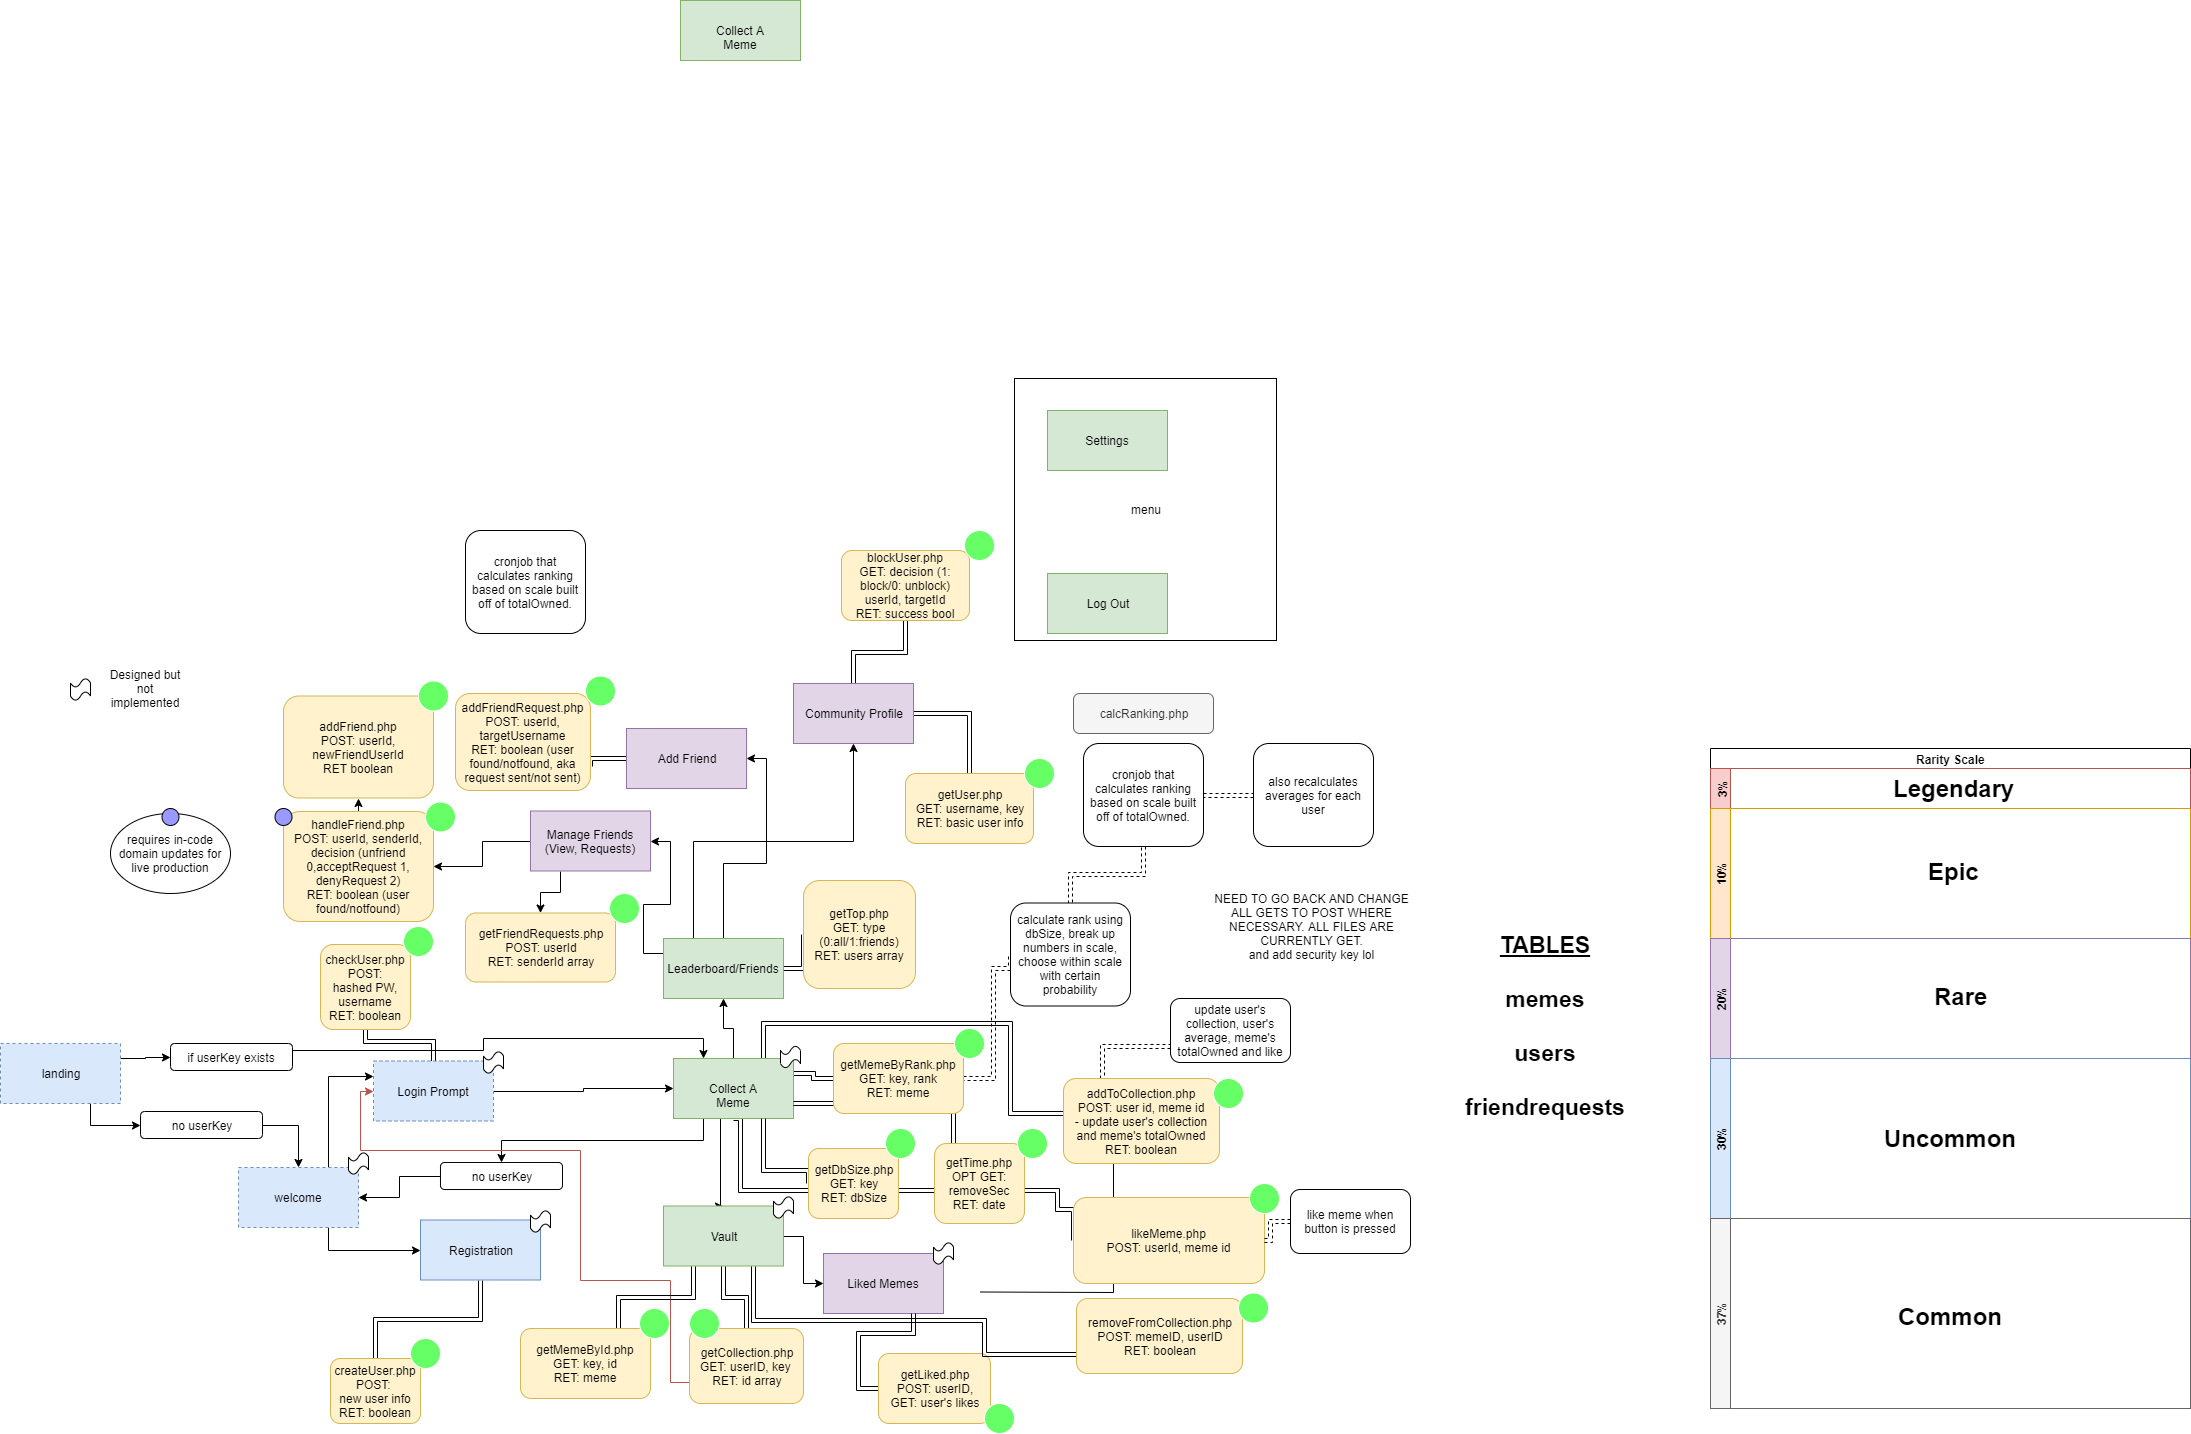 Collect A
Meme
Settings
menu
Log Out
cronjob that
calculates ranking
based on scale built
off of totalOwned.
blockUser.php
GET: decision (1:
block/0: unblock)
userId, targetId
RET: success bool
Designed but
not
implemented
addFriend.php
POST: userId,
newFriendUserId
RET boolean
addFriendRequest.php
POST: userId,
targetUsername
RET: boolean (user
found/notfound, aka
request sent/not sent)
Add Friend
Community Profile
calcRanking.php
cronjob that
calculates ranking
based on scale built
off of totalOwned.
also recalculates
averages for each
user
getUser.php
GET: username, key
RET: basic user info
requires in-code
domain updates for
live production
handleFriend.php
POST: userId, senderId,
decision (unfriend
0,acceptRequest 1,
denyRequest 2)
RET: boolean (user
found/notfound)
Manage Friends
(View, Requests)
getFriendRequests.php
POST: userId
RET: senderId array
getTop.php
GET: type
(0:all/1:friends)
RET: users array
Leaderboard/Friends
calculate rank using
dbSize, break up
numbers in scale,
choose within scale
with certain
probability
NEED TO GO BACK AND CHANGE
ALL GETS TO POST WHERE
NECESSARY. ALL FILES ARE
CURRENTLY GET.
and add security key lol
checkUser.php
POST:
hashed PW,
username
RET: boolean
update user's
collection, user's
average, meme's
totalOwned and like
landing
if userKey exists
no userKey
Login Prompt
Collect A
Meme
getMemeByRank.php
GET: key, rank
RET: meme
addToCollection.php
POST: user id, meme id
- update user's collection
and meme's totalOwned
RET: boolean
welcome
no userKey
getDbSize.php
GET: key
RET: dbSize
getTime.php
OPT GET:
removeSec
RET: date
likeMeme.php
POST: userId, meme id
like meme when
button is pressed
Registration
Vault
Liked Memes
createUser.php
POST:
new user info
RET: boolean
getMemeById.php
GET: key, id
RET: meme
getCollection.php
GET: userID, key
RET: id array
getLiked.php
POST: userID,
GET: user's likes
removeFromCollection.php
POST: memeID, userID
RET: boolean
TABLES
memes
users
friendrequests
Rarity Scale
3%
Legendary
10%
Epic
20%
Rare
30%
Uncommon
37%
Common